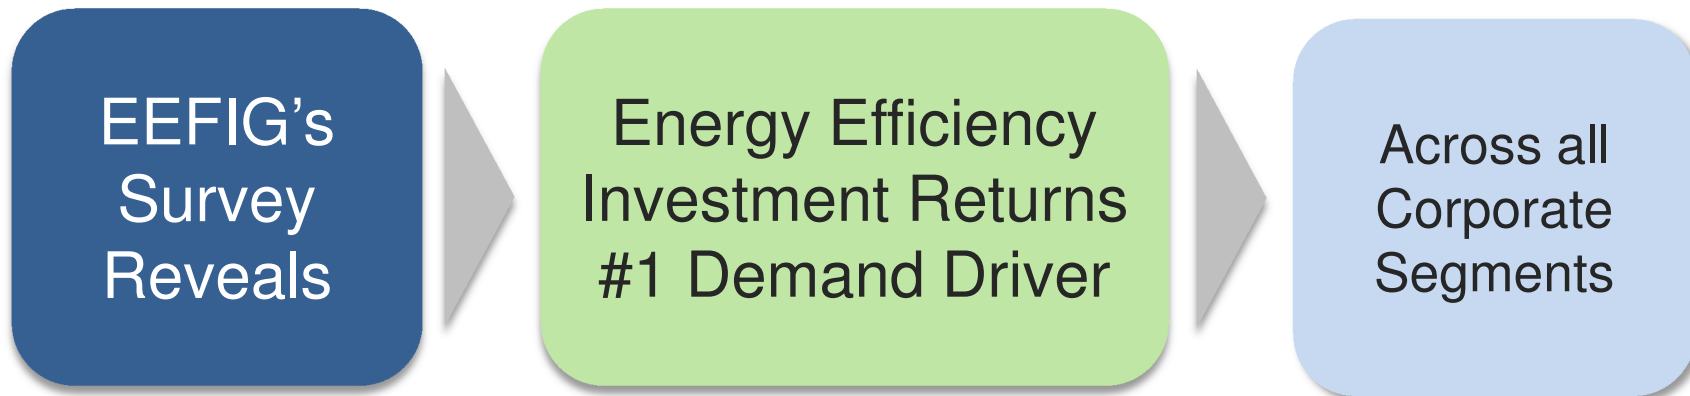 EEFIG’s
Survey
Reveals
Energy Efficiency
Investment Returns
#1 Demand Driver
Across all
Corporate
Segments